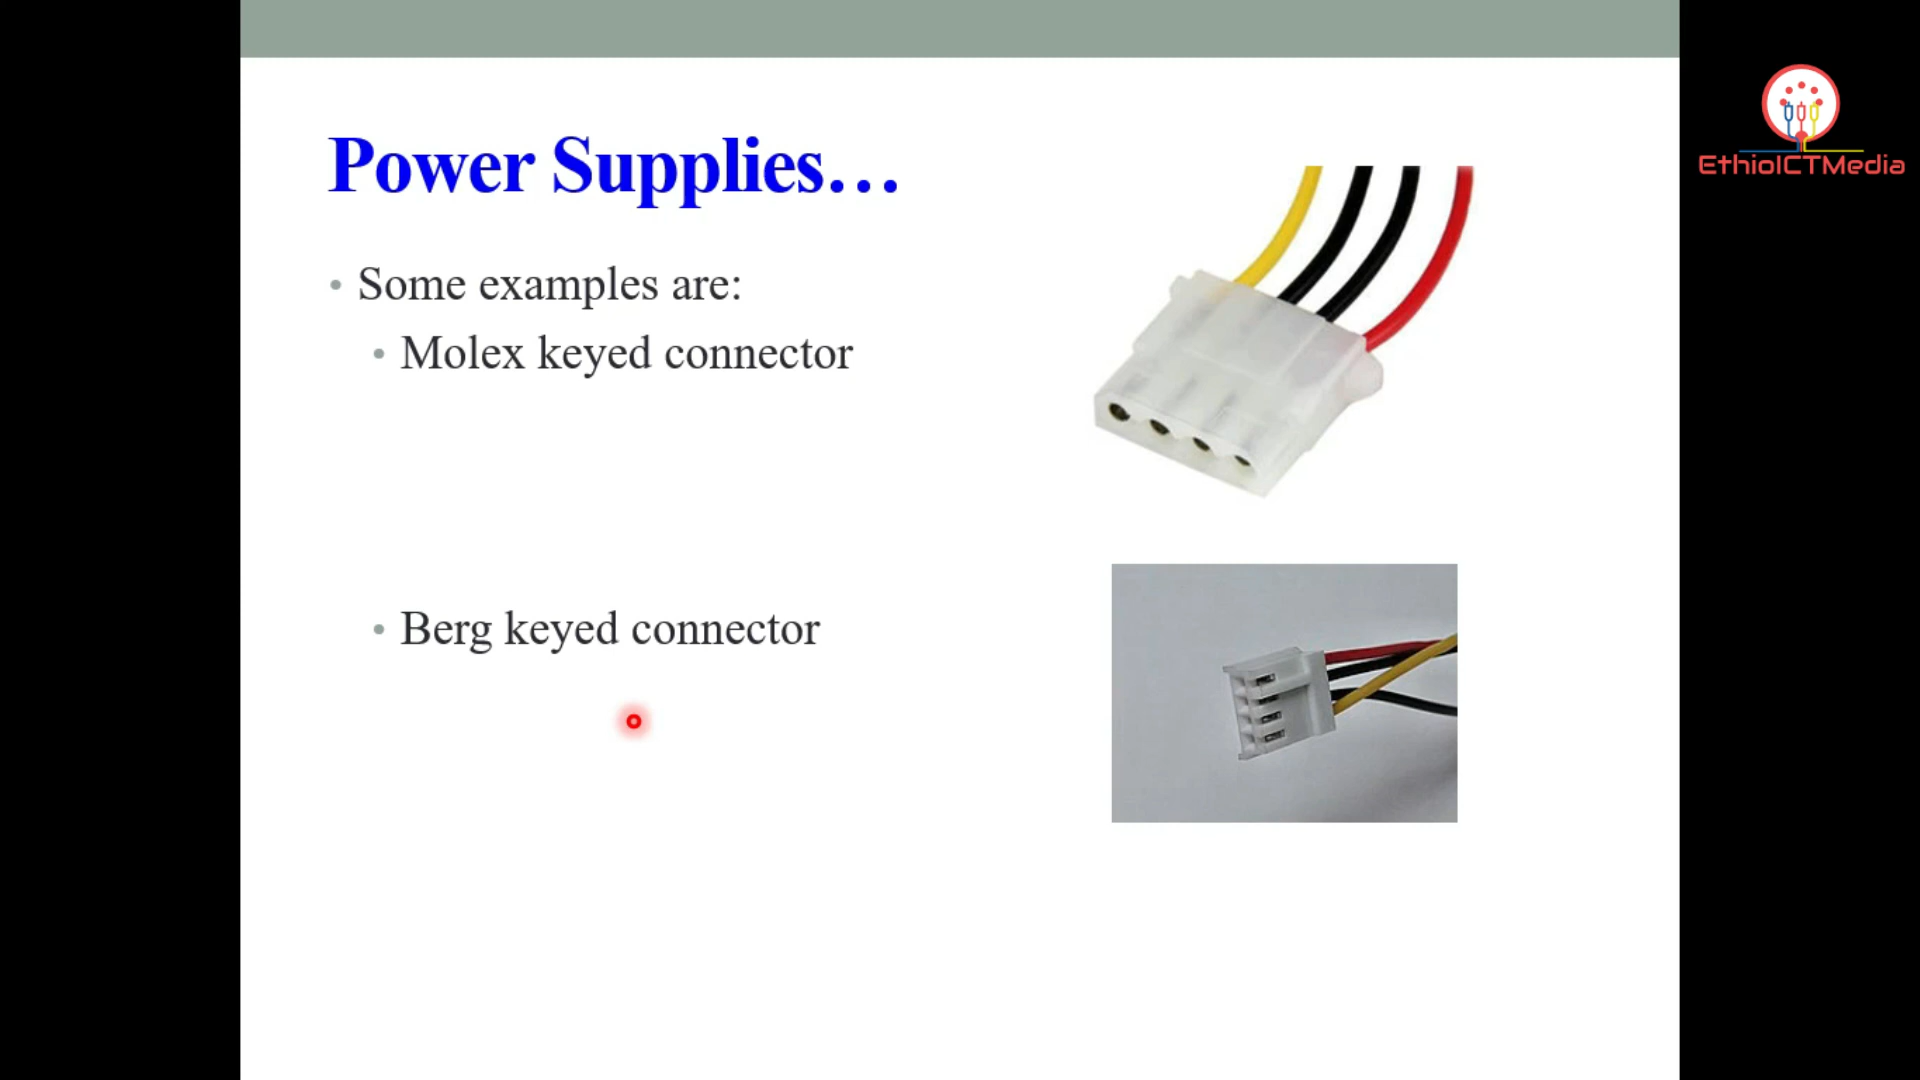 Power Supplies...
• Some examples are:
• Molex keyed connector
• Berg keyed connector
EthioICTMedia